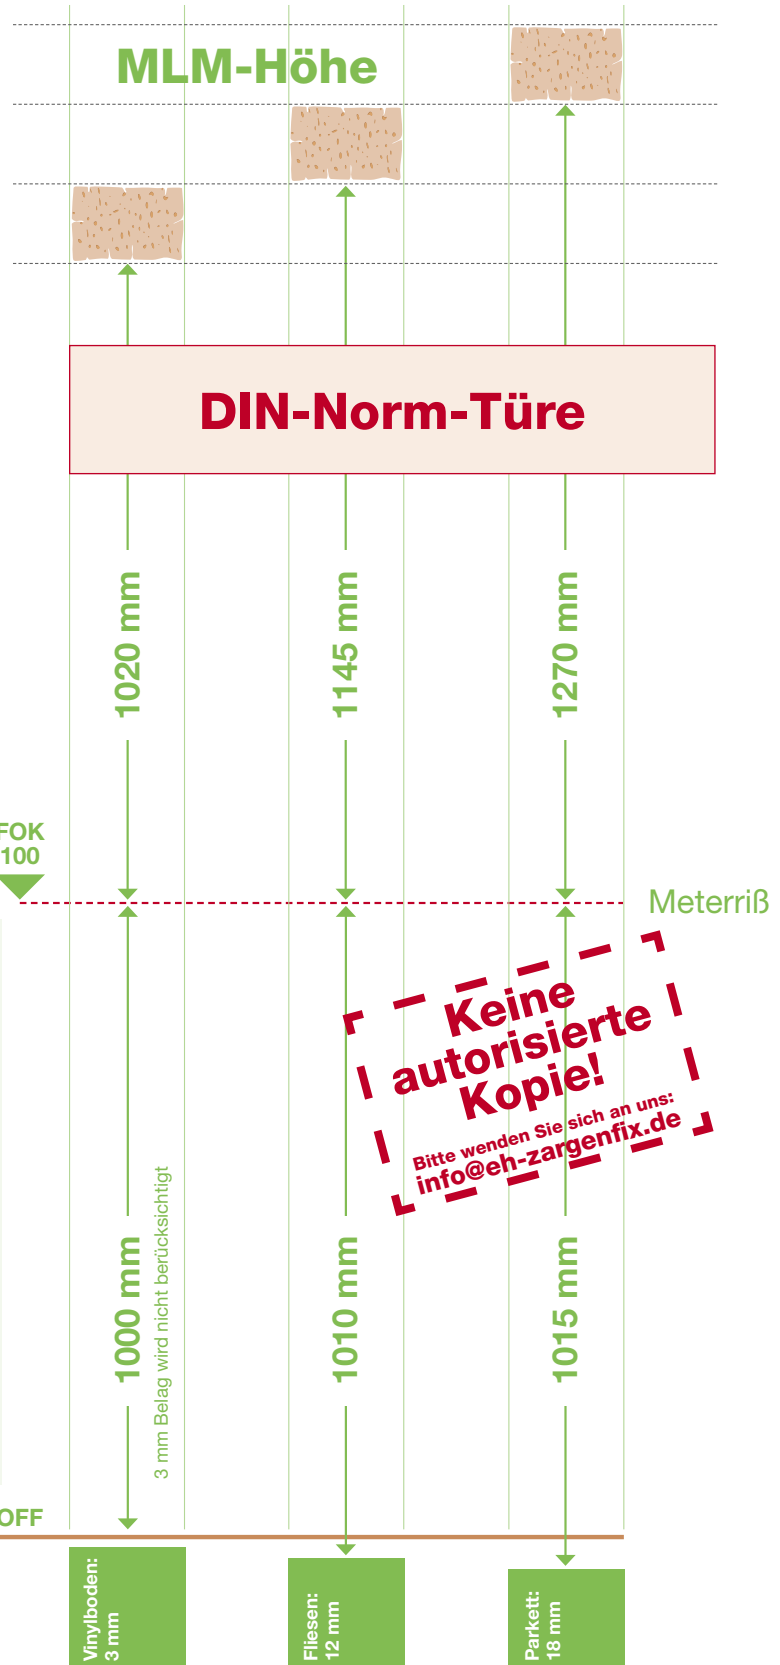 MLM-Höhe
DIN-Norm-Türe
1020 mm
1145 mm
1270 mm
FOK
100
Meterriß
Keine
autorisierte
Kopie!
Bitte wenden Sie sich an uns:
info@eh-zargenfix.de
1000 mm
3 mm Belag wird nicht berücksichtigt
1010 mm
1015 mm
OFF
Vinylboden:
3 mm
Fliesen:
12 mm
Parkett:
18 mm